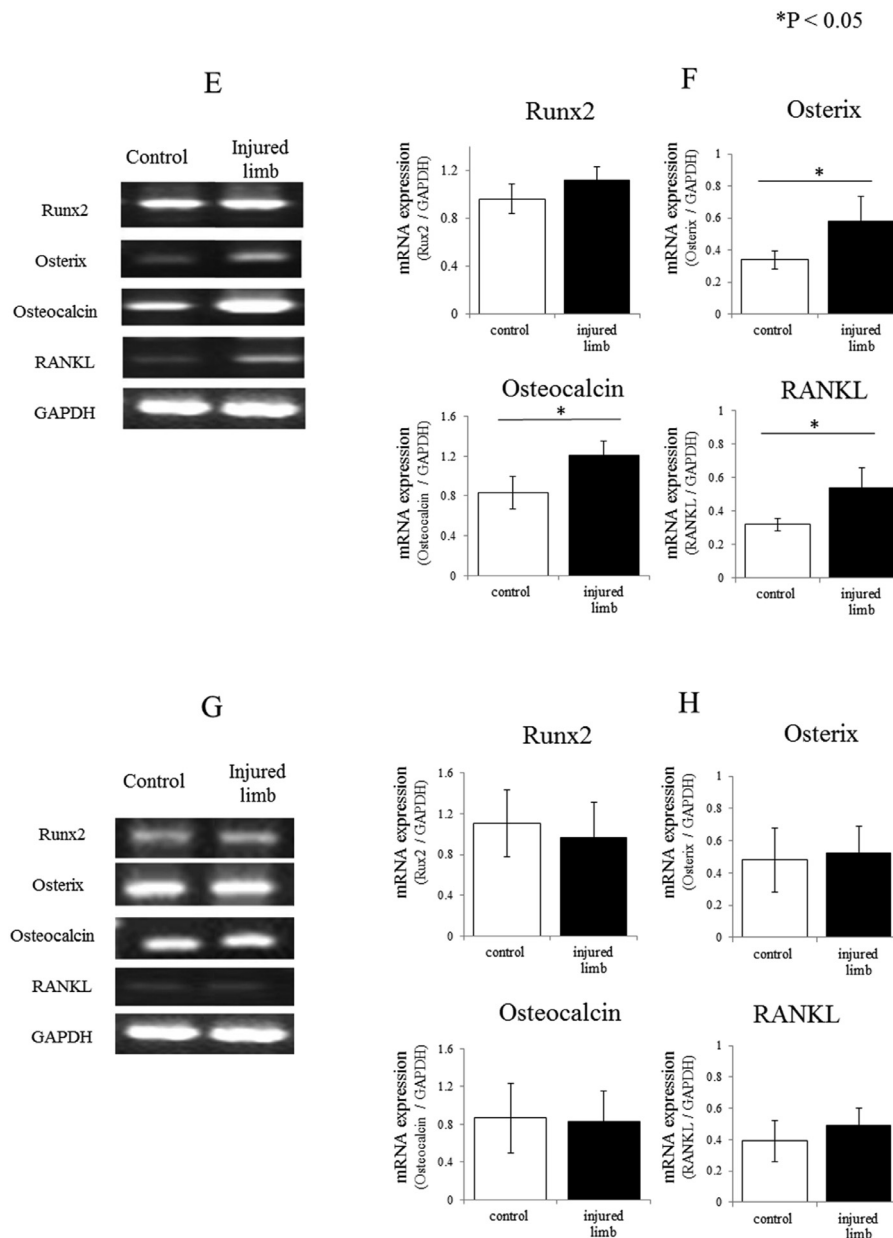 *P < 0.05
E
Control
Injured
limb
Runx2
Osterix
Osteocalcin
RANKL
GAPDH
F
Runx2
mRNA expression
(Rux2 / GAPDH)
1.2
0.8
0.4
0
control
injured
limb
Osterix
mRNA expression
(Osterix / GAPDH)
1
0.8
0.6
0.4
0.2
0
*
control
injured
limb
Osteocalcin
mRNA expression
(Osteocalcin / GAPDH)
1.6
1.2
0.8
0.4
0
*
control
injured
limb
RANKL
mRNA expression
(RANKL / GAPDH)
1
0.8
0.6
0.4
0.2
0
*
control
injured
limb
G
Control
Injured
limb
Runx2
Osterix
Osteocalcin
RANKL
GAPDH
H
Runx2
mRNA expression
(Rux2 / GAPDH)
1.6
1.2
0.8
0.4
0
control
injured
limb
Osterix
mRNA expression
(Osterix / GAPDH)
1
0.8
0.6
0.4
0.2
0
control
injured
limb
Osteocalcin
mRNA expression
(Osteocalcin / GAPDH)
1.6
1.2
0.8
0.4
0
control
injured
limb
RANKL
mRNA expression
(RANKL / GAPDH)
1
0.8
0.6
0.4
0.2
0
control
injured
limb